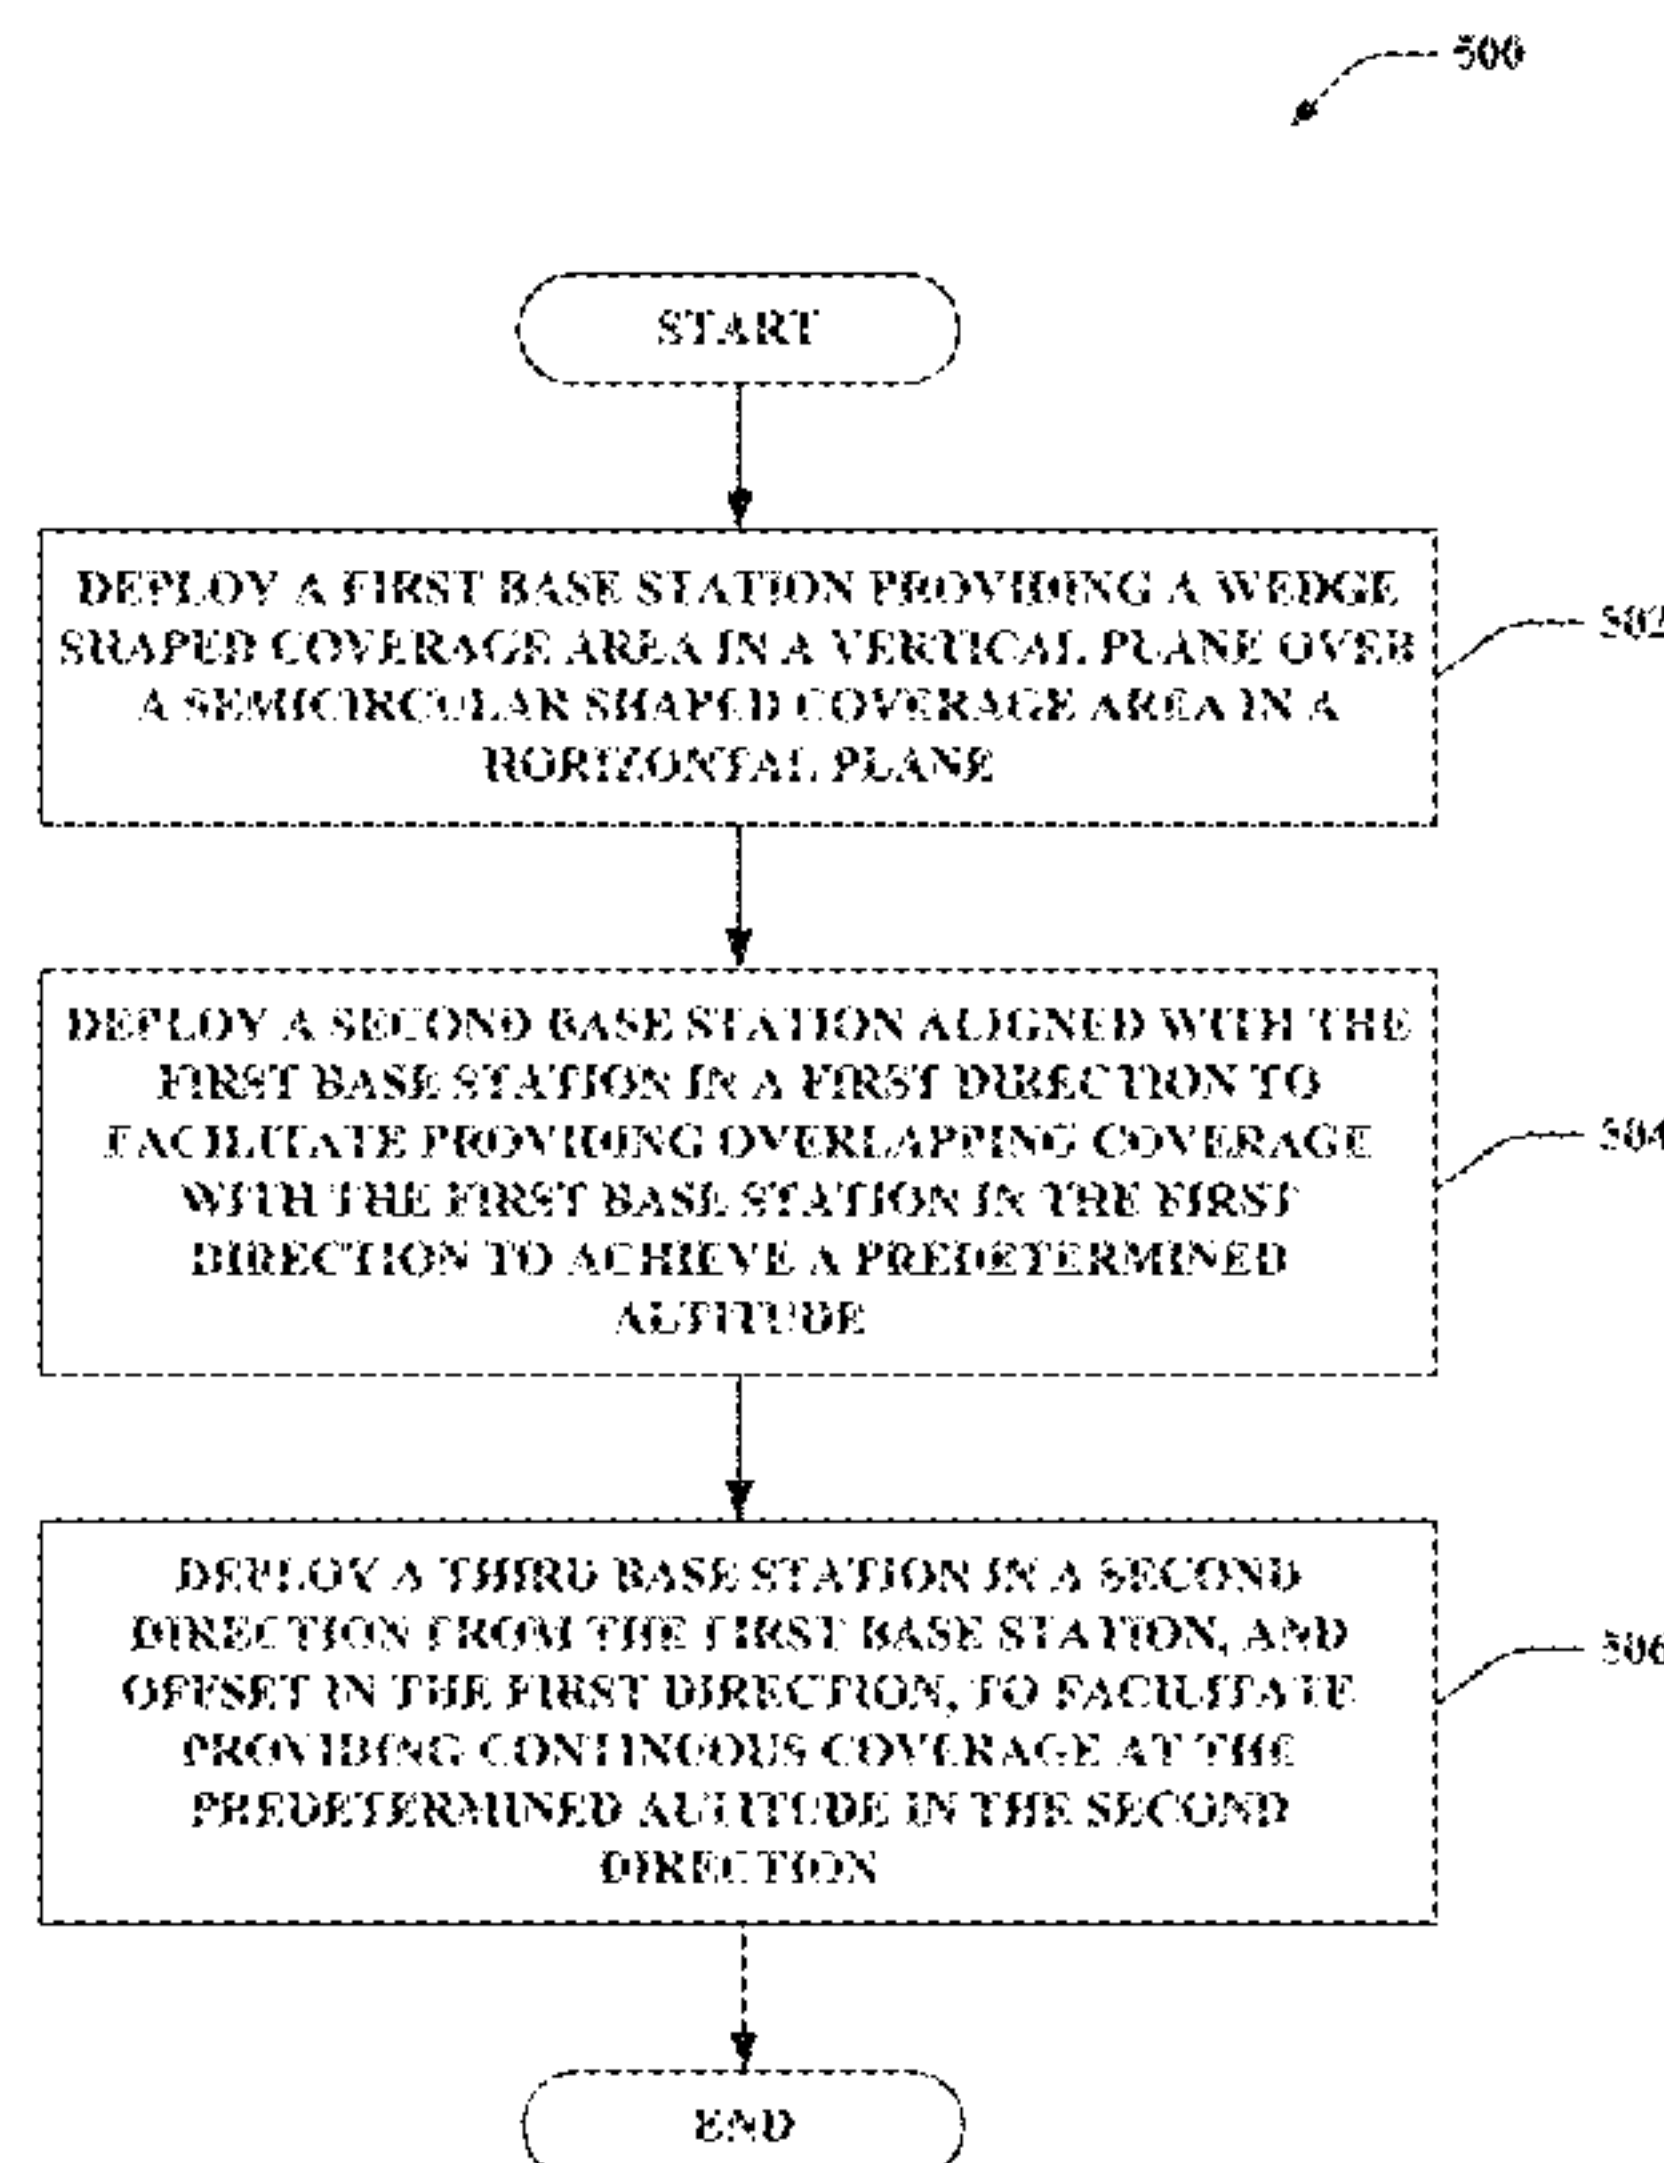 500
START
DEPLOY A FIRST BASE STATION PROVIDING A WEDGE
SHAPED COVERAGE AREA IN A VERTICAL PLANE OVER
A SEMICIRCULAR SHAPED COVERAGE AREA IN A
HORIZONTAL PLANE
502
DEPLOY A SECOND BASE STATION ALIGNED WITH THE
FIRST BASE STATION IN A FIRST DIRECTION TO
FACILITATE PROVIDING OVERLAPPING COVERAGE
WITH THE FIRST BASE STATION IN THE FIRST
DIRECTION TO ACHIEVE A PREDETERMINED
ALTITUDE
504
DEPLOY A THIRD BASE STATION IN A SECOND
DIRECTION FROM THE FIRST BASE STATION, AND
OFFSET IN THE FIRST DIRECTION, TO FACILITATE
PROVIDING CONTINUOUS COVERAGE AT THE
PREDETERMINED ALTITUDE IN THE SECOND
DIRECTION
506
END